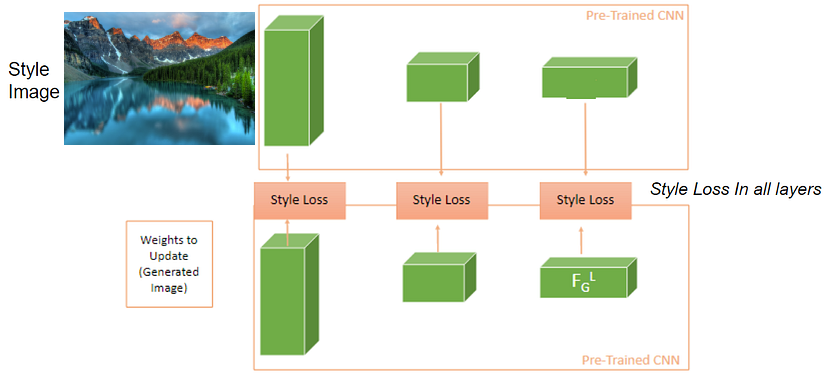 Pre-Trained CNN
Style
Image
Style Loss
Style Loss
Style Loss
Style Loss In all layers
Weights to
Update
(Generated
Image)
F_G^L
Pre-Trained CNN